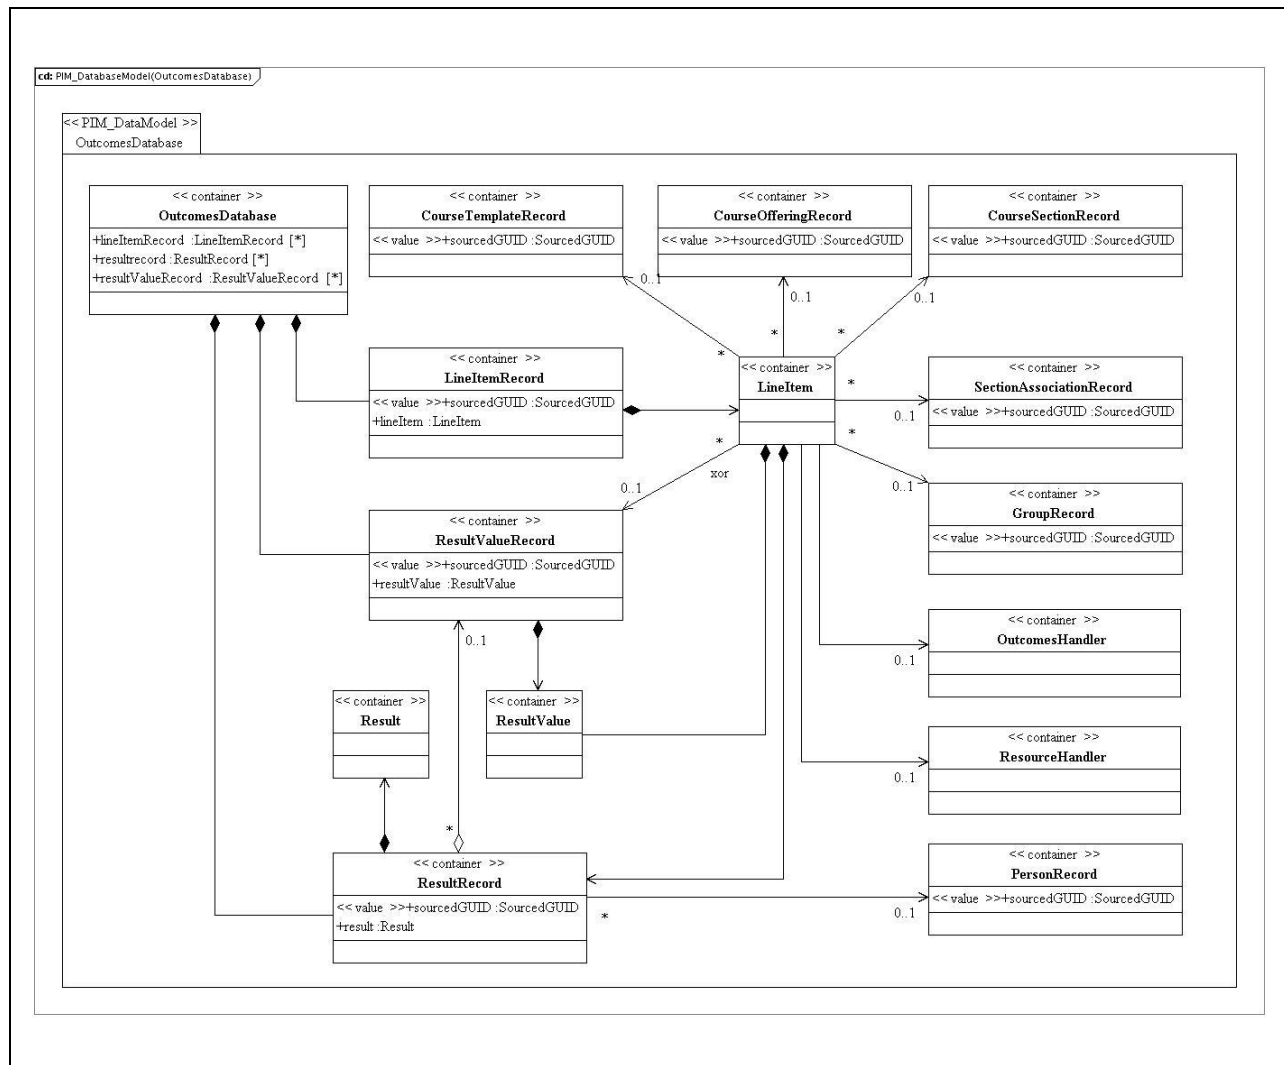 cd: PIM_DatabaseModel(OutcomesDatabase)
<< PIM_DataModel >>
OutcomesDatabase
<< container >>
OutcomesDatabase
+lineItemRecord :LineItemRecord [*]
+resultrecord :ResultRecord [*]
+resultValueRecord :ResultValueRecord [*]
<< container >>
CourseTemplateRecord
<< value >>+sourcedGUID :SourcedGUID
<< container >>
CourseOfferingRecord
<< value >>+sourcedGUID :SourcedGUID
<< container >>
CourseSectionRecord
<< value >>+sourcedGUID :SourcedGUID
0..1
0..1
0..1
*
*
*
<< container >>
LineItemRecord
<< value >>+sourcedGUID :SourcedGUID
+lineItem :LineItem
<< container >>
LineItem
*
0..1
<< container >>
SectionAssociationRecord
<< value >>+sourcedGUID :SourcedGUID
*
xor
0..1
*
0..1
<< container >>
GroupRecord
<< value >>+sourcedGUID :SourcedGUID
<< container >>
ResultValueRecord
<< value >>+sourcedGUID :SourcedGUID
+resultValue :ResultValue
0..1
0..1
<< container >>
OutcomesHandler
<< container >>
Result
<< container >>
ResultValue
0..1
<< container >>
ResourceHandler
*
<< container >>
ResultRecord
<< value >>+sourcedGUID :SourcedGUID
+result :Result
*
0..1
<< container >>
PersonRecord
<< value >>+sourcedGUID :SourcedGUID